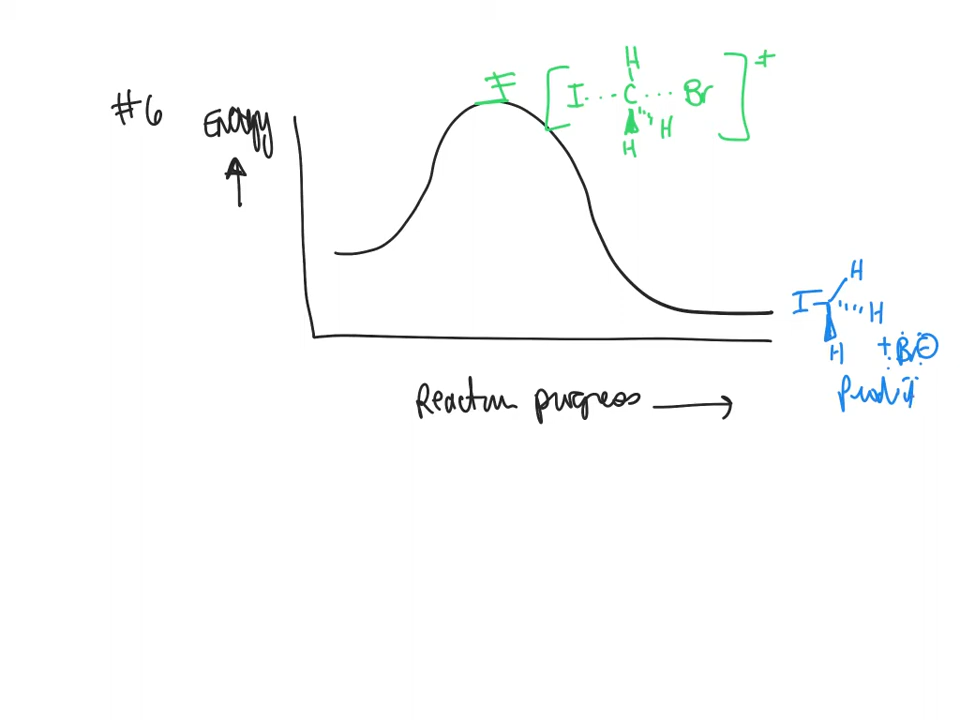 #6
Energy
‡ [I ··· C ··· Br]‡
H
H
H
I
H
H
H
+ Br⊖
Reaction progress
Product